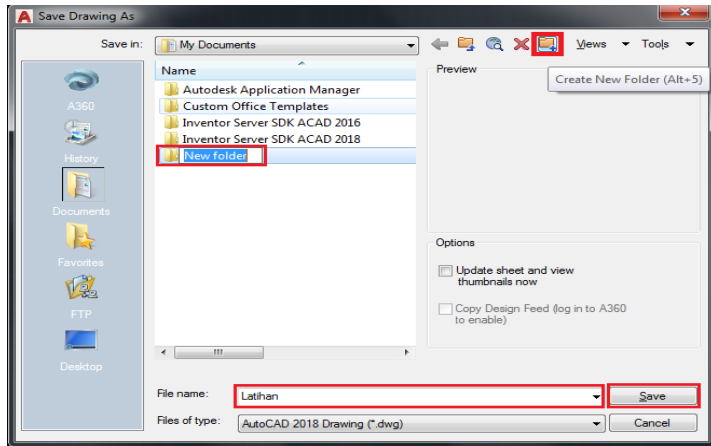 Save Drawing As
Save in: My Documents Views Tools
Create New Folder (Alt+5)
Name
Autodesk Application Manager
Custom Office Templates
Inventor Server SDK ACAD 2016
Inventor Server SDK ACAD 2018
New folder
A360
History
Documents
Favorites
FTP
Desktop
Preview
Options
Update sheet and view
thumbnails now
Copy Design Feed (log in to A360
to enable)
File name: Latihan Save
Files of type: AutoCAD 2018 Drawing (*.dwg) Cancel